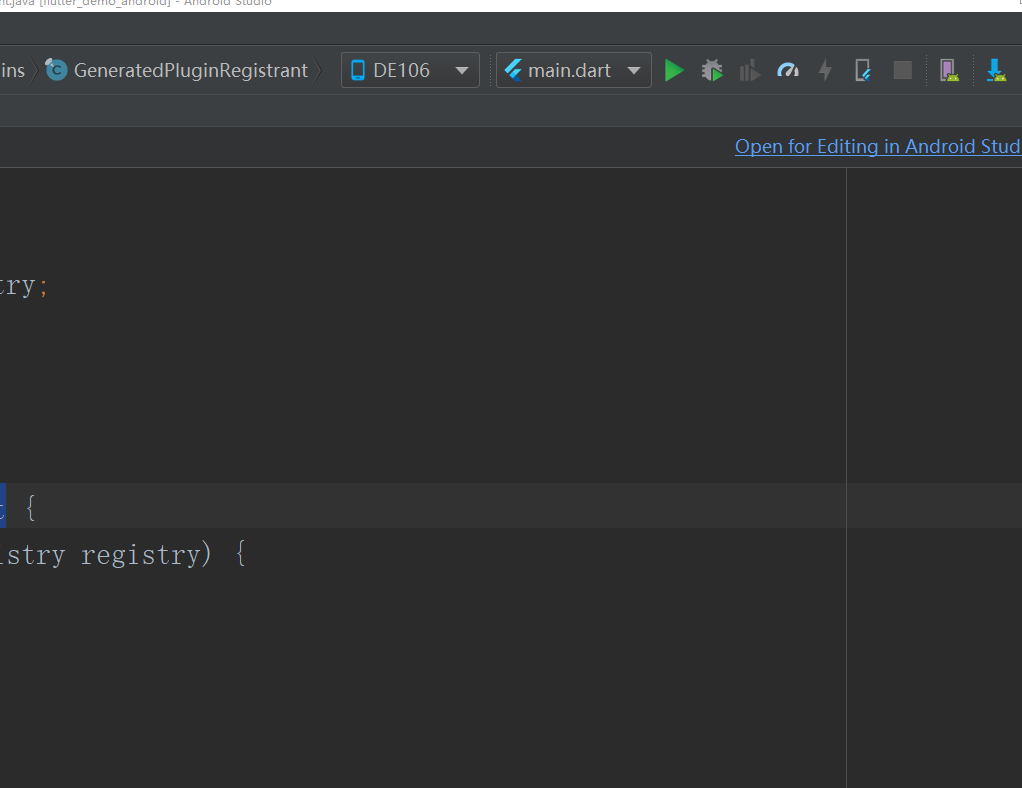 nt.java [flutter_demo_android] - Android Studio
ins GeneratedPluginRegistrant DE106 main.dart
Open for Editing in Android Stud
try;
t {
istry registry) {